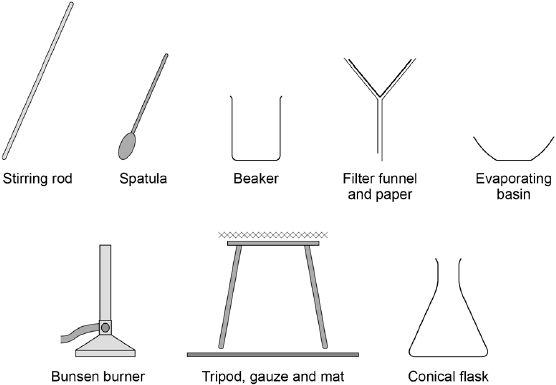 Stirring rod
Spatula
Beaker
Filter funnel
and paper
Evaporating
basin
Bunsen burner
Tripod, gauze and mat
Conical flask